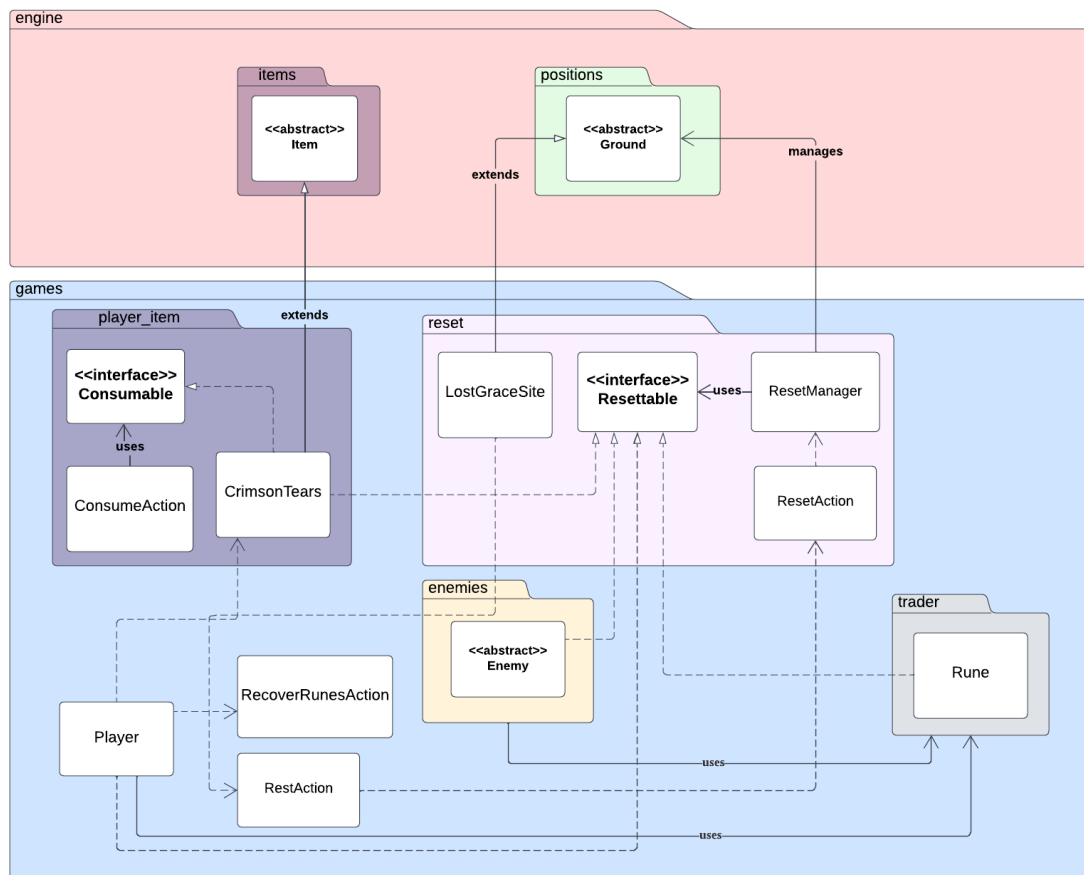 engine
items
positions
<<abstract>>
Item
<<abstract>>
Ground
manages
extends
games
player_item
extends
reset
<<interface>>
Consumable
LostGraceSite
<<interface>>
Resettable
uses
ResetManager
uses
ConsumeAction
CrimsonTears
ResetAction
enemies
trader
<<abstract>>
Enemy
RecoverRunesAction
Rune
Player
uses
RestAction
uses